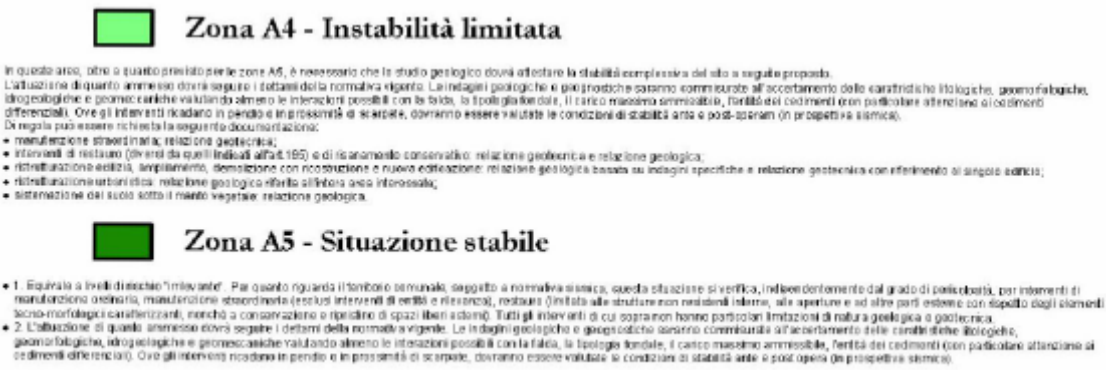 Zona A4 - Instabilità limitata
In queste aree, oltre a quanto previsto per le zone A5, è necessario che lo studio geologico dovrà attestare la stabilità complessiva del sito a seguito proposto.
L'attuazione di quanto ammesso dovrà seguire i dettami della normativa vigente. Le indagini geologiche e geognostiche saranno commisurate all'accertamento delle caratteristiche litologiche, geomorfologiche,
idrogeologiche e geomeccaniche valutando almeno le interazioni possibili con la falda, la tipologia fondale, il carico massimo ammissibile, l'entità dei cedimenti (con particolare attenzione ai cedimenti
differenziali). Ove gli interventi ricadano in pendio e in prossimità di scarpate, dovranno essere valutate le condizioni di stabilità ante e post-operam (in prospettiva sismica).
Di regola può essere richiesta la seguente documentazione:
• manutenzione straordinaria: relazione geotecnica;
• interventi di restauro (diversi da quelli indicati all'art.195) e di risanamento conservativo: relazione geotecnica e relazione geologica;
• ristrutturazione edilizia, ampliamento, demolizione con ricostruzione e nuova edificazione: relazione geologica basata su indagini specifiche e relazione geotecnica con riferimento al singolo edificio;
• ristrutturazione urbanistica: relazione geologica riferita all'intera area interessata;
• sistemazione del suolo sotto il manto vegetale: relazione geologica.
Zona A5 - Situazione stabile
• 1. Equivale a livelli di rischio "irrilevante". Per quanto riguarda il territorio comunale, soggetto a normativa sismica, questa situazione si verifica, indipendentemente dal grado di pericolosità, per interventi di
manutenzione ordinaria, manutenzione straordinaria (esclusi interventi di entità e rilevanza), restauro (limitato alle strutture non residenti interne, alle aperture e ad altre parti esterne con rispetto degli elementi
tecno-morfologici caratterizzanti, nonché a conservazione e ripristino di spazi liberi esterni). Tutti gli interventi di cui sopra non hanno particolari limitazioni di natura geologica o geotecnica.
• 2. L'attuazione di quanto ammesso dovrà seguire i dettami della normativa vigente. Le indagini geologiche e geognostiche saranno commisurate all'accertamento delle caratteristiche litologiche,
geomorfologiche, idrogeologiche e geomeccaniche valutando almeno le interazioni possibili con la falda, la tipologia fondale, il carico massimo ammissibile, l'entità dei cedimenti (con particolare attenzione ai
cedimenti differenziali). Ove gli interventi ricadano in pendio e in prossimità di scarpate, dovranno essere valutate le condizioni di stabilità ante e post opera (in prospettiva sismica).